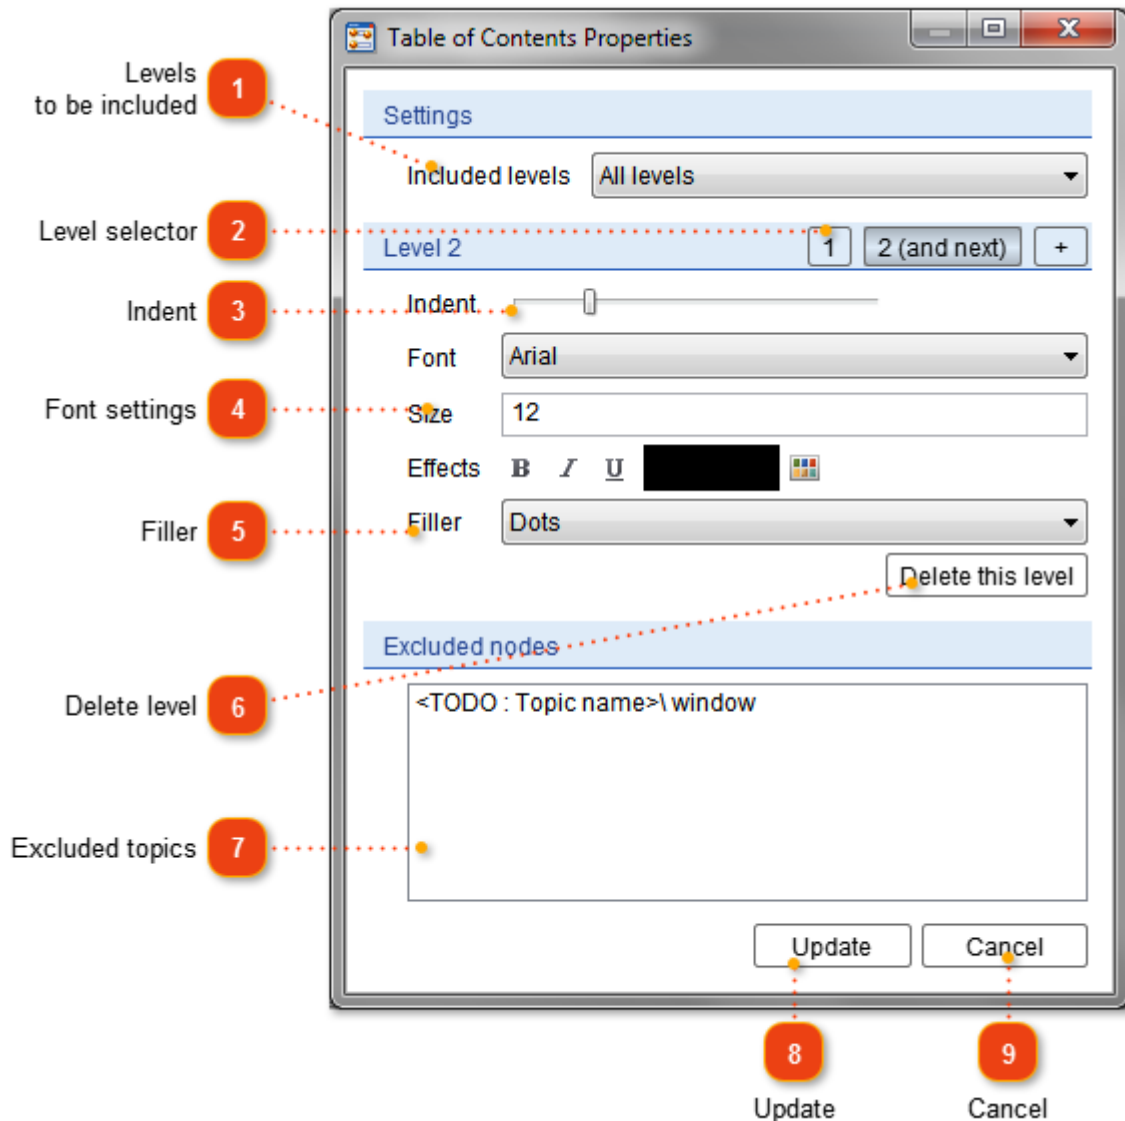 Table of Contents Properties
X
Levels
to be included
1
Settings
Included levels
All levels
Level selector
2
Level 2
1
2 (and next)
+
Indent
3
Indent
Font
Arial
Font settings
4
Size
12
Effects
B I U
Filler
5
Filler
Dots
Delete this level
Excluded nodes
Delete level
6
<TODO : Topic name>\ window
Excluded topics
7
Update
Cancel
8
9
Update
Cancel